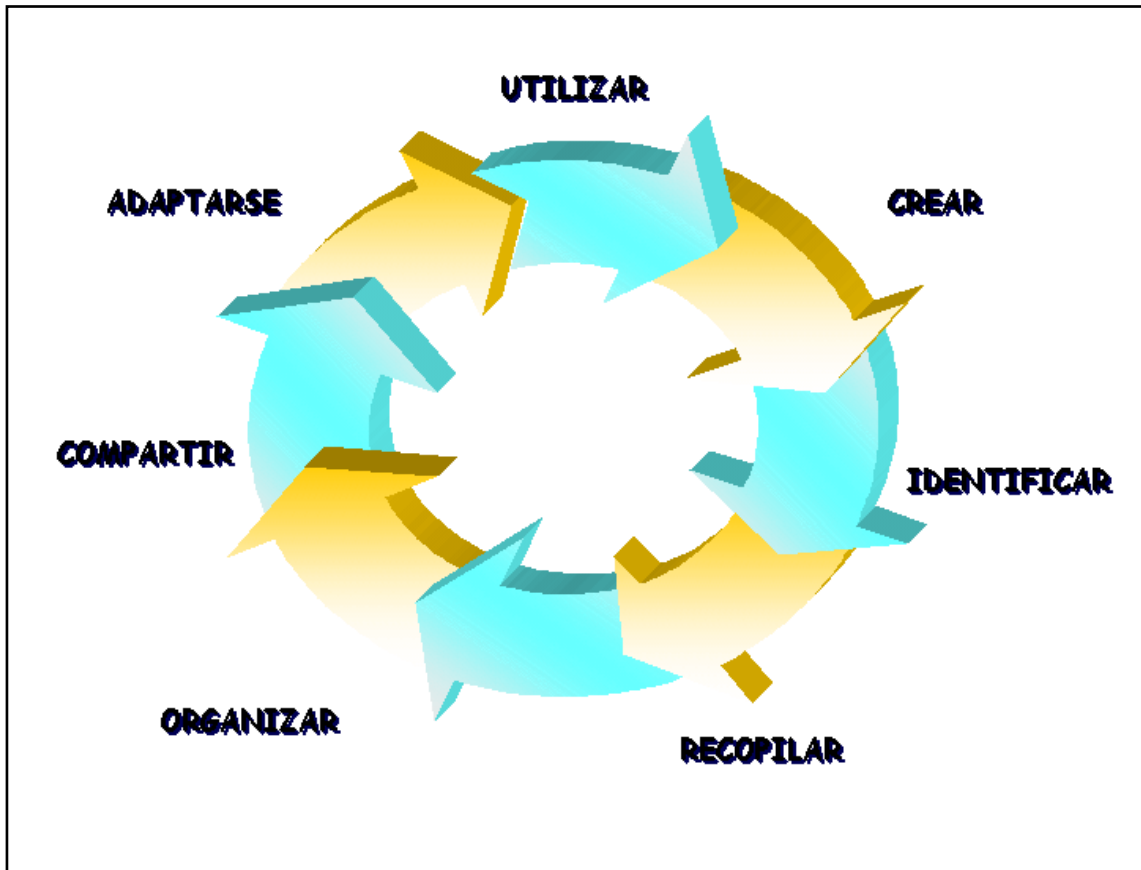 UTILIZAR
ADAPTARSE
CREAR
COMPARTIR
IDENTIFICAR
ORGANIZAR
RECOPILAR